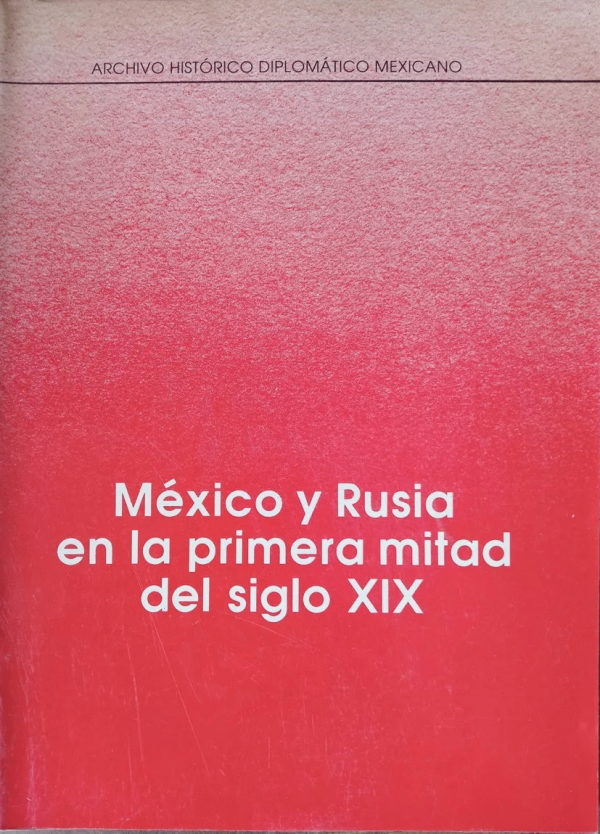 ARCHIVO HISTÓRICO DIPLOMÁTICO MEXICANO
México y Rusia
en la primera mitad
del siglo XIX